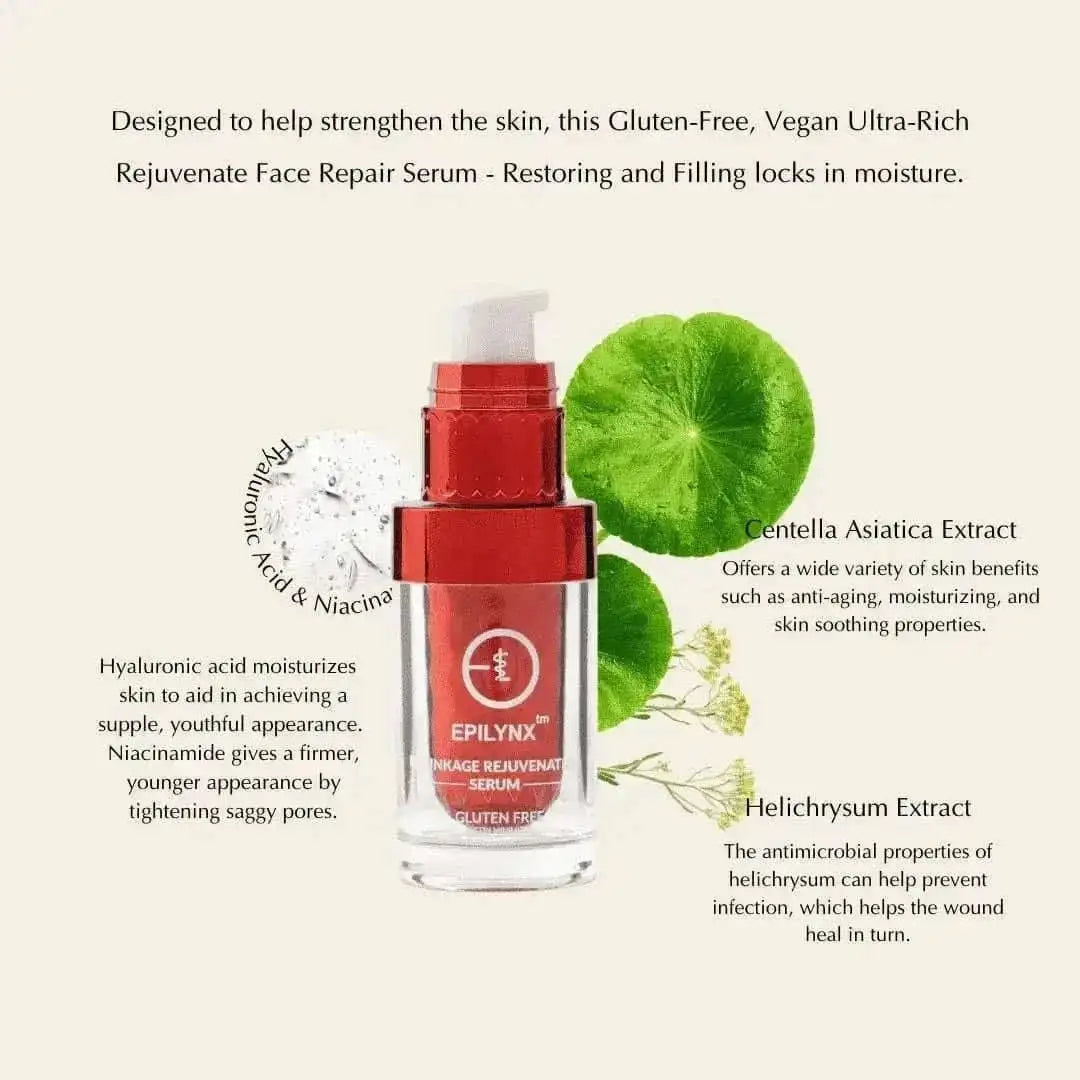 Designed to help strengthen the skin, this Gluten-Free, Vegan Ultra-Rich
Rejuvenate Face Repair Serum - Restoring and Filling locks in moisture.
Hyaluronic Acid & Niacina
Hyaluronic acid moisturizes
skin to aid in achieving a
supple, youthful appearance.
Niacinamide gives a firmer,
younger appearance by
tightening saggy pores.
EPILYNX tm
NKAGE REJUVENAT
SERUM
GLUTEN FREE
Centella Asiatica Extract
Offers a wide variety of skin benefits
such as anti-aging, moisturizing, and
skin soothing properties.
Helichrysum Extract
The antimicrobial properties of
helichrysum can help prevent
infection, which helps the wound
heal in turn.